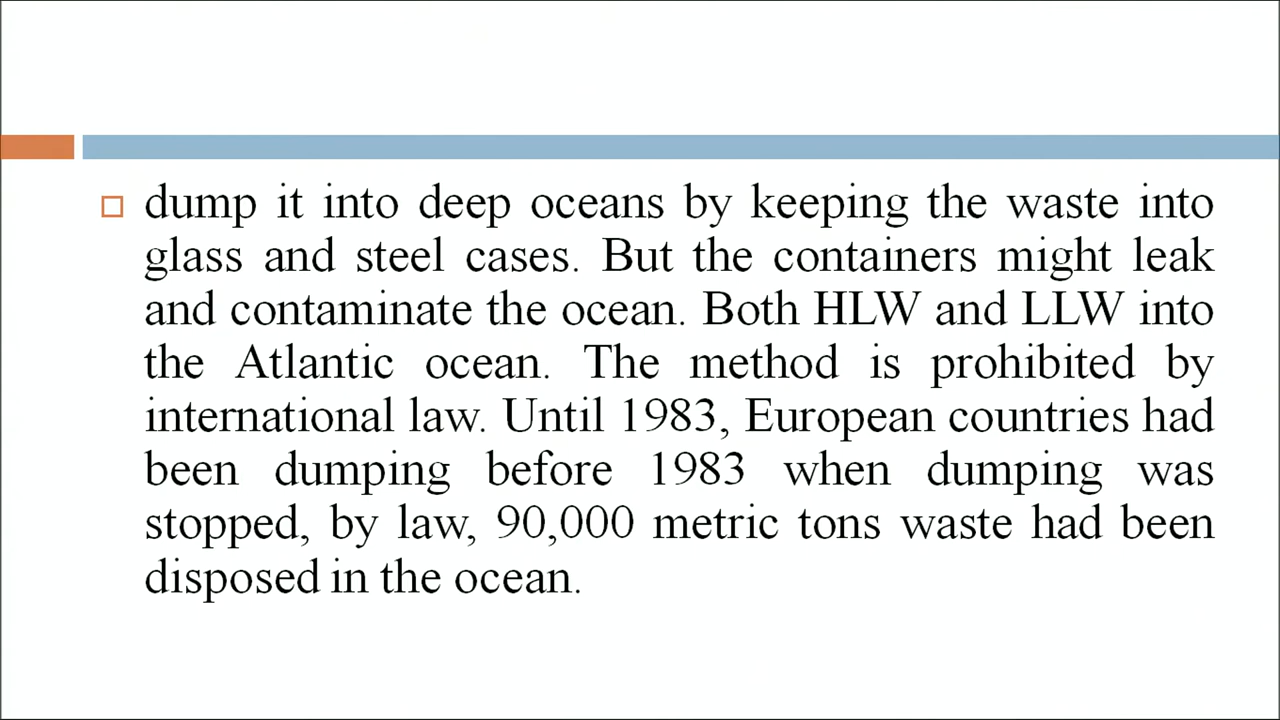 dump it into deep oceans by keeping the waste into
glass and steel cases. But the containers might leak
and contaminate the ocean. Both HLW and LLW into
the Atlantic ocean. The method is prohibited by
international law. Until 1983, European countries had
been dumping before 1983 when dumping was
stopped, by law, 90,000 metric tons waste had been
disposed in the ocean.